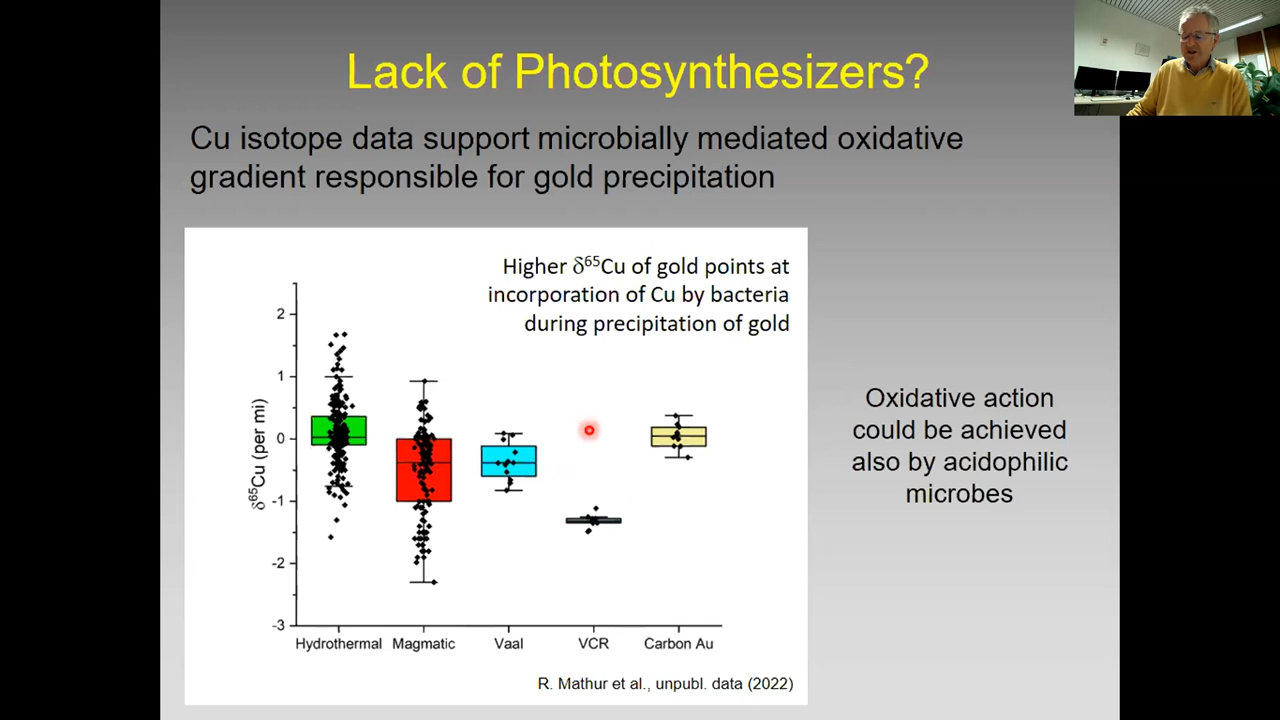 Lack of Photosynthesizers?
Cu isotope data support microbially mediated oxidative
gradient responsible for gold precipitation
Higher δ⁶⁵Cu of gold points at
incorporation of Cu by bacteria
during precipitation of gold
2
1
0
-1
-2
-3
δ⁶⁵Cu (per mi)
Hydrothermal Magmatic Vaal VCR Carbon Au
R. Mathur et al., unpubl. data (2022)
Oxidative action
could be achieved
also by acidophilic
microbes